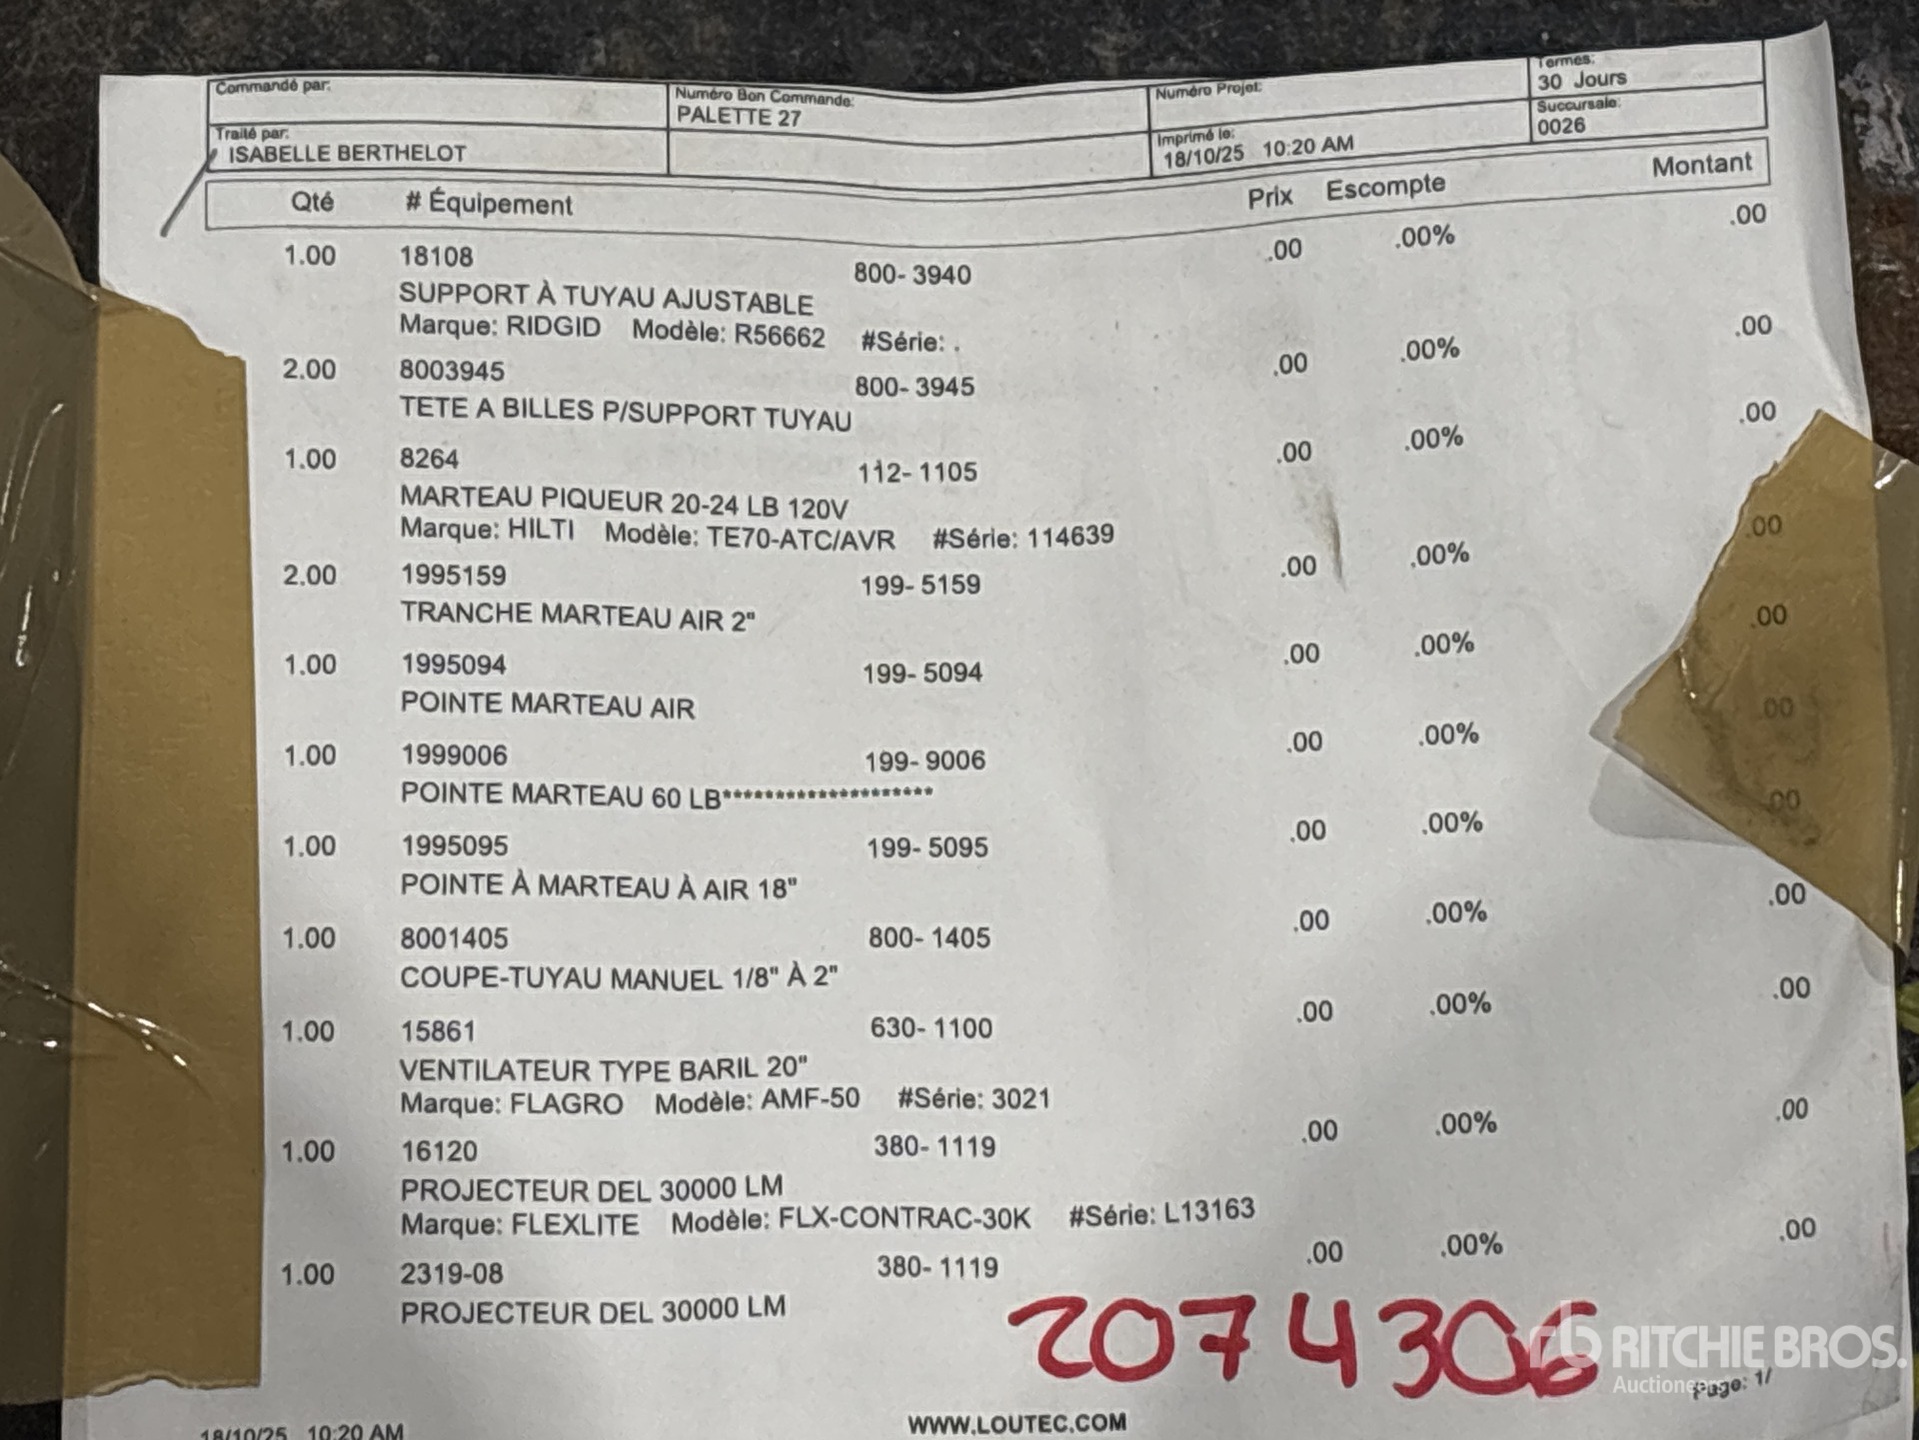 Commandé par:
Numéro Bon Commande:
PALETTE 27
Numéro Projet:
Termes:
30 Jours
Traité par:
ISABELLE BERTHELOT
Imprimé le:
18/10/25 10:20 AM
Succursale:
0026
Qté # Équipement Prix Escompte Montant
1.00 18108 800- 3940 .00 .00% .00
SUPPORT À TUYAU AJUSTABLE
Marque: RIDGID Modèle: R56662 #Série: .
2.00 8003945 800- 3945 .00 .00% .00
TETE A BILLES P/SUPPORT TUYAU
1.00 8264 112- 1105 .00 .00% .00
MARTEAU PIQUEUR 20-24 LB 120V
Marque: HILTI Modèle: TE70-ATC/AVR #Série: 114639
2.00 1995159 199- 5159 .00 .00% .00
TRANCHE MARTEAU AIR 2"
1.00 1995094 199- 5094 .00 .00% .00
POINTE MARTEAU AIR
1.00 1999006 199- 9006 .00 .00% .00
POINTE MARTEAU 60 LB********************
1.00 1995095 199- 5095 .00 .00% .00
POINTE À MARTEAU À AIR 18"
1.00 8001405 800- 1405 .00 .00% .00
COUPE-TUYAU MANUEL 1/8" À 2"
1.00 15861 630- 1100 .00 .00% .00
VENTILATEUR TYPE BARIL 20"
Marque: FLAGRO Modèle: AMF-50 #Série: 3021
1.00 16120 380- 1119 .00 .00% .00
PROJECTEUR DEL 30000 LM
Marque: FLEXLITE Modèle: FLX-CONTRAC-30K #Série: L13163
1.00 2319-08 380- 1119 .00 .00% .00
PROJECTEUR DEL 30000 LM
2074306
rb RITCHIE BROS.
Auctioneers
Page: 1/
18/10/25 10:20 AM
WWW.LOUTEC.COM